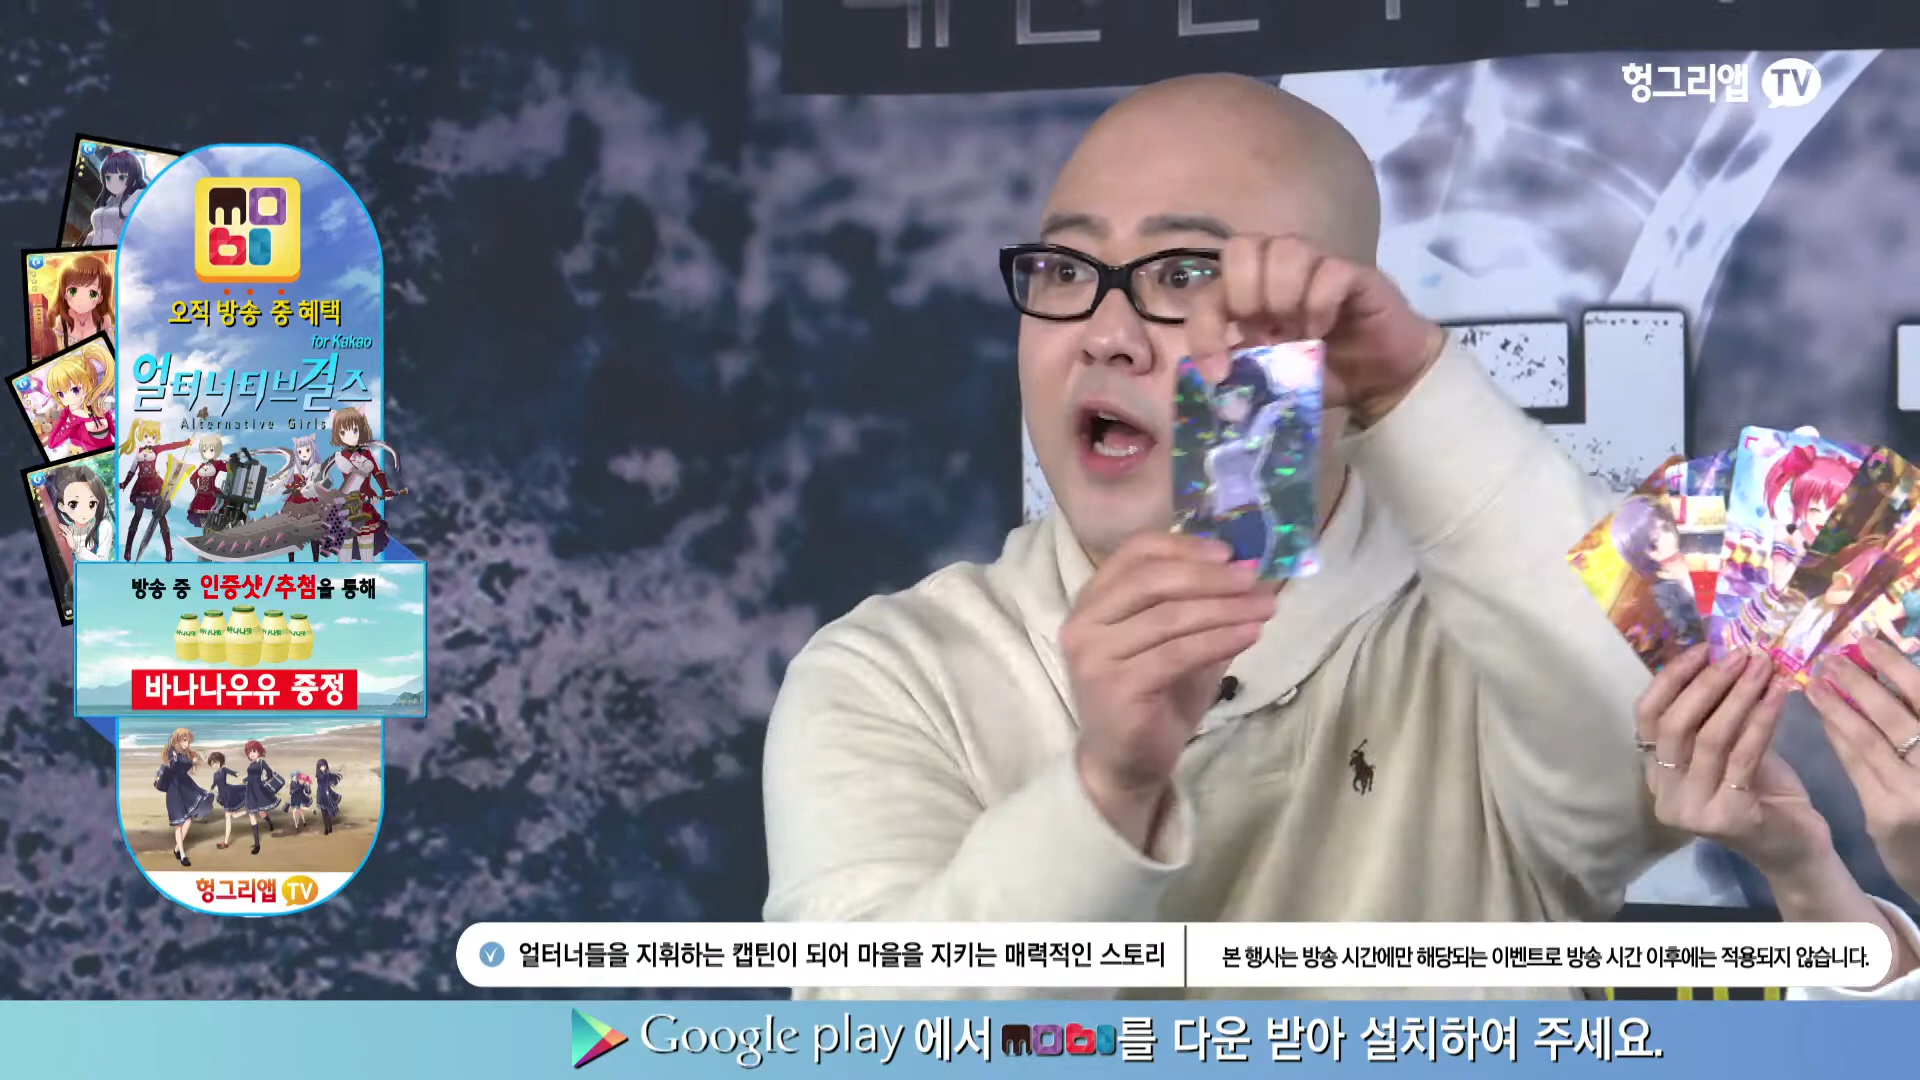 헝그리앱 TV
mobi
오직 방송 중 혜택
for Kakao
얼터너티브걸즈
Alternative Girls
방송 중 인증샷/추첨을 통해
바나나우유 증정
헝그리앱 TV
얼터너들을 지휘하는 캡틴이 되어 마을을 지키는 매력적인 스토리
본 행사는 방송 시간에만 해당되는 이벤트로 방송 시간 이후에는 적용되지 않습니다.
Google play 에서 mobi를 다운 받아 설치하여 주세요.